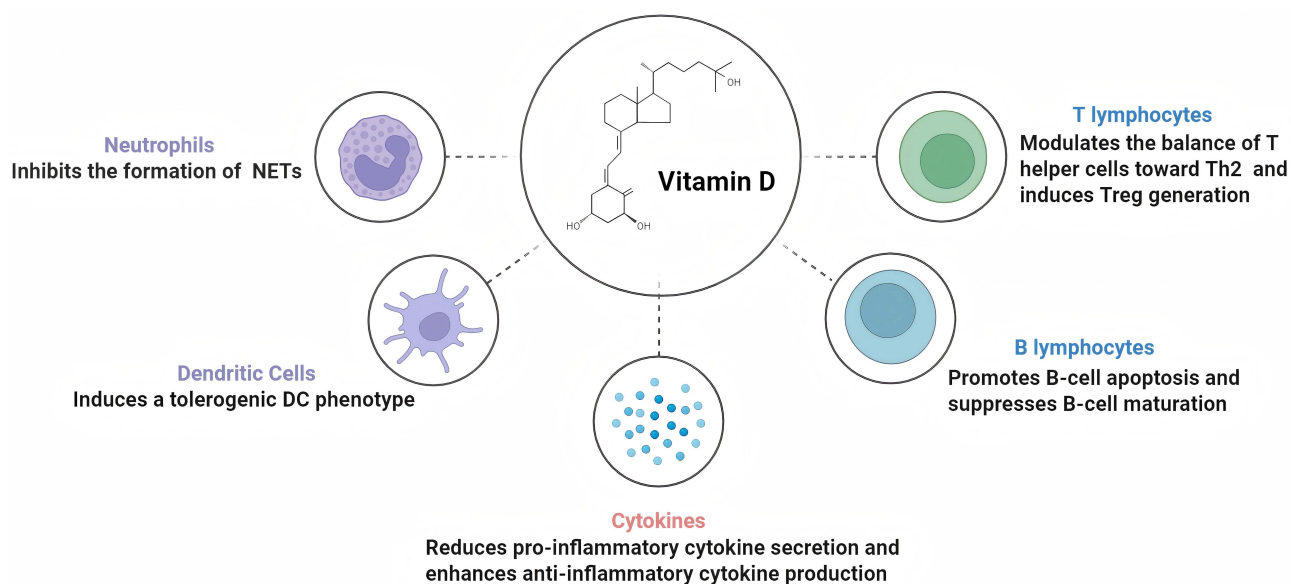 OH
HO
OH
Vitamin D
Neutrophils
Inhibits the formation of NETs
T lymphocytes
Modulates the balance of T
helper cells toward Th2 and
induces Treg generation
Dendritic Cells
Induces a tolerogenic DC phenotype
B lymphocytes
Promotes B-cell apoptosis and
suppresses B-cell maturation
Cytokines
Reduces pro-inflammatory cytokine secretion and
enhances anti-inflammatory cytokine production